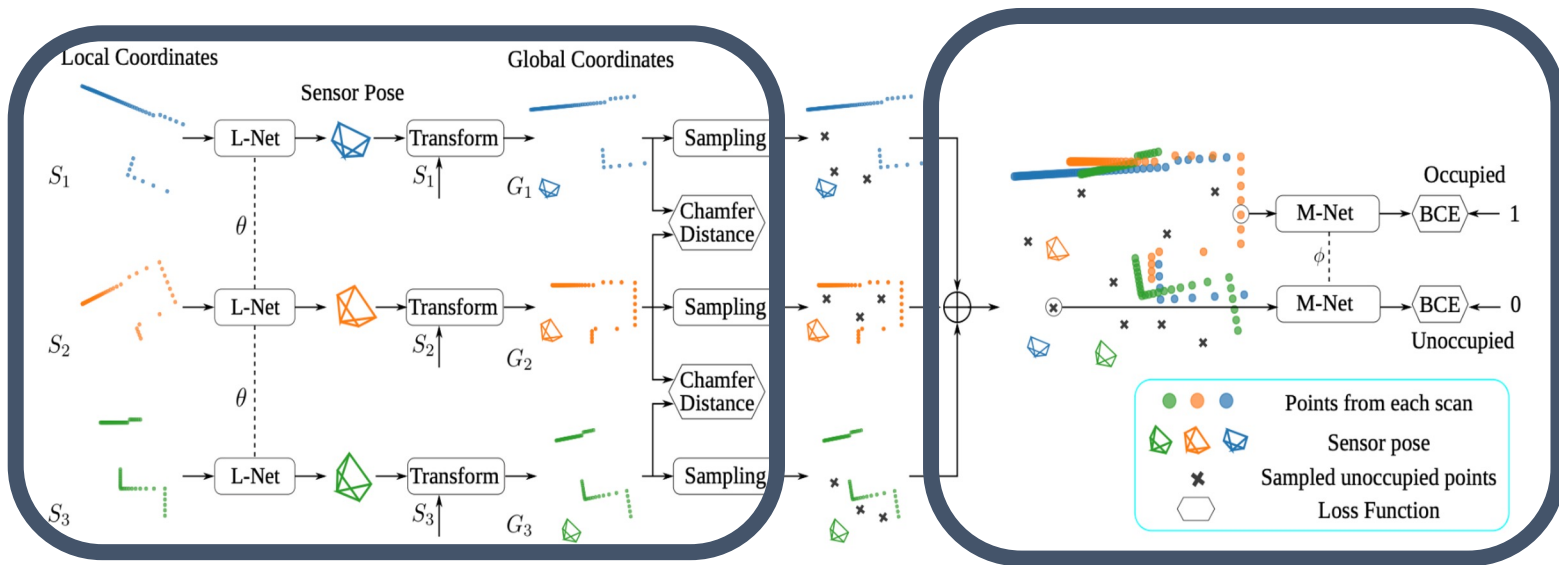 Local Coordinates
Global Coordinates
Sensor Pose
L-Net
Transform
Sampling
S1
S1
G1
Chamfer
Distance
θ
L-Net
Transform
Sampling
S2
S2
G2
Chamfer
Distance
θ
L-Net
Transform
Sampling
S3
S3
G3
Occupied
M-Net
BCE
1
ϕ
M-Net
BCE
0
Unoccupied
Points from each scan
Sensor pose
Sampled unoccupied points
Loss Function